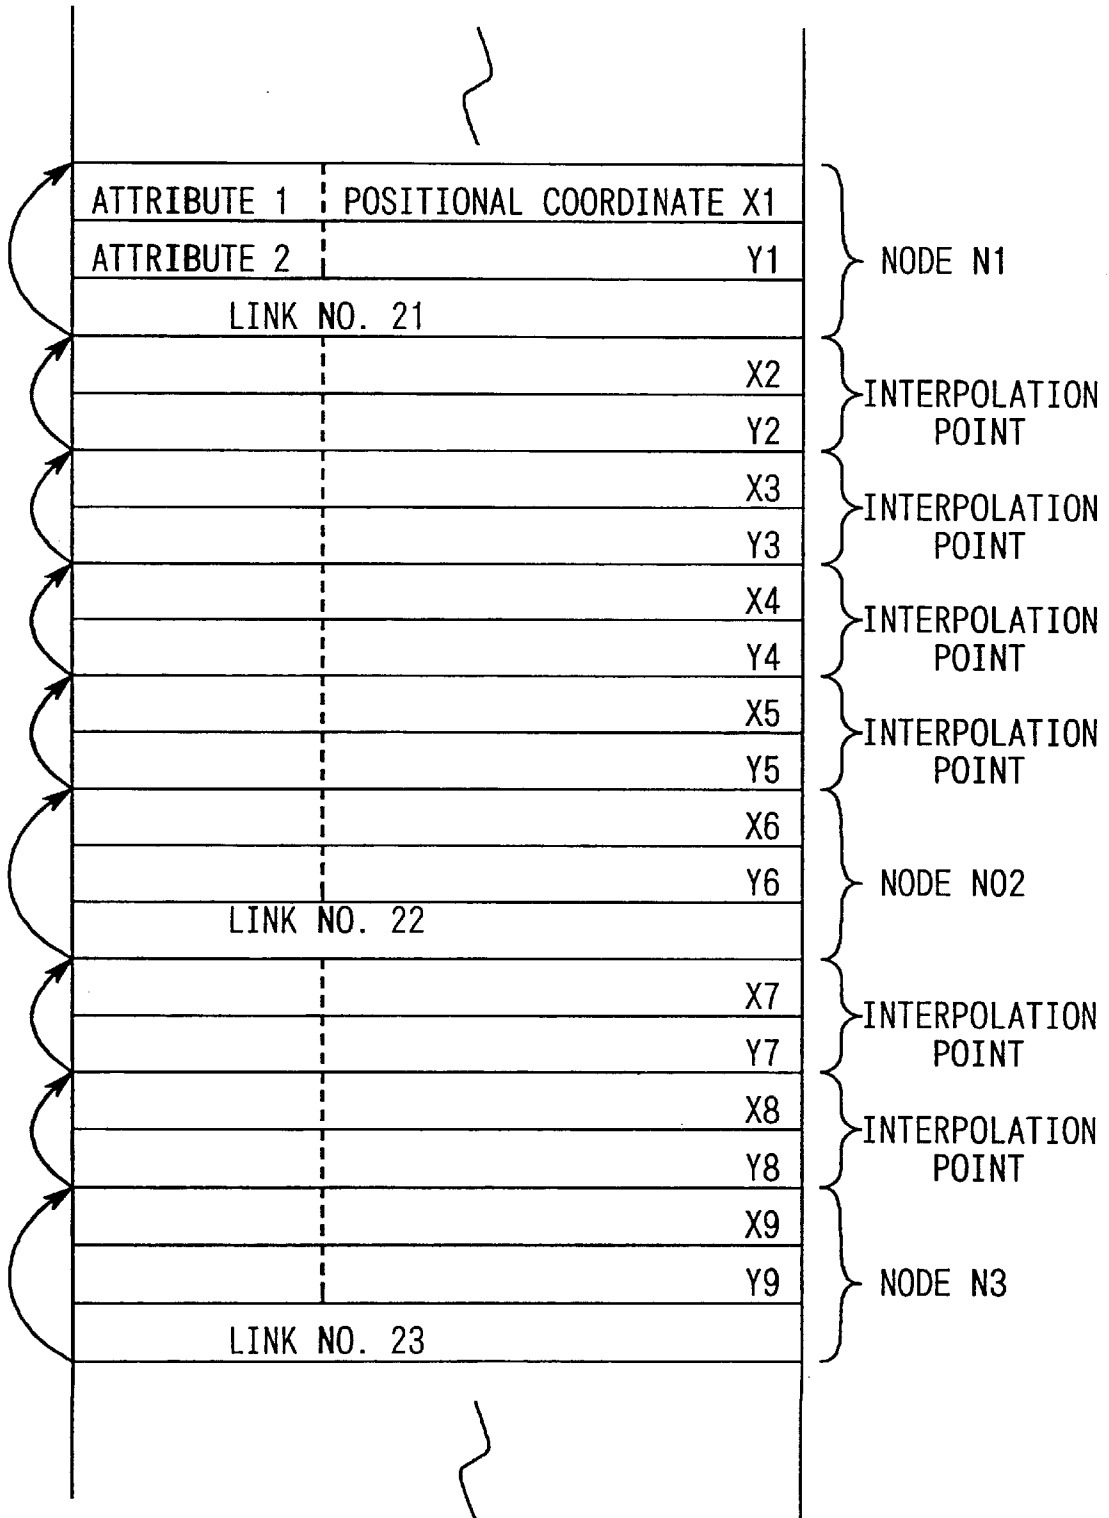 ATTRIBUTE 1 POSITIONAL COORDINATE X1
ATTRIBUTE 2 Y1
NODE N1
LINK NO. 21
X2
Y2
INTERPOLATION
POINT
X3
Y3
INTERPOLATION
POINT
X4
Y4
INTERPOLATION
POINT
X5
Y5
INTERPOLATION
POINT
X6
Y6
NODE N02
LINK NO. 22
X7
Y7
INTERPOLATION
POINT
X8
Y8
INTERPOLATION
POINT
X9
Y9
NODE N3
LINK NO. 23